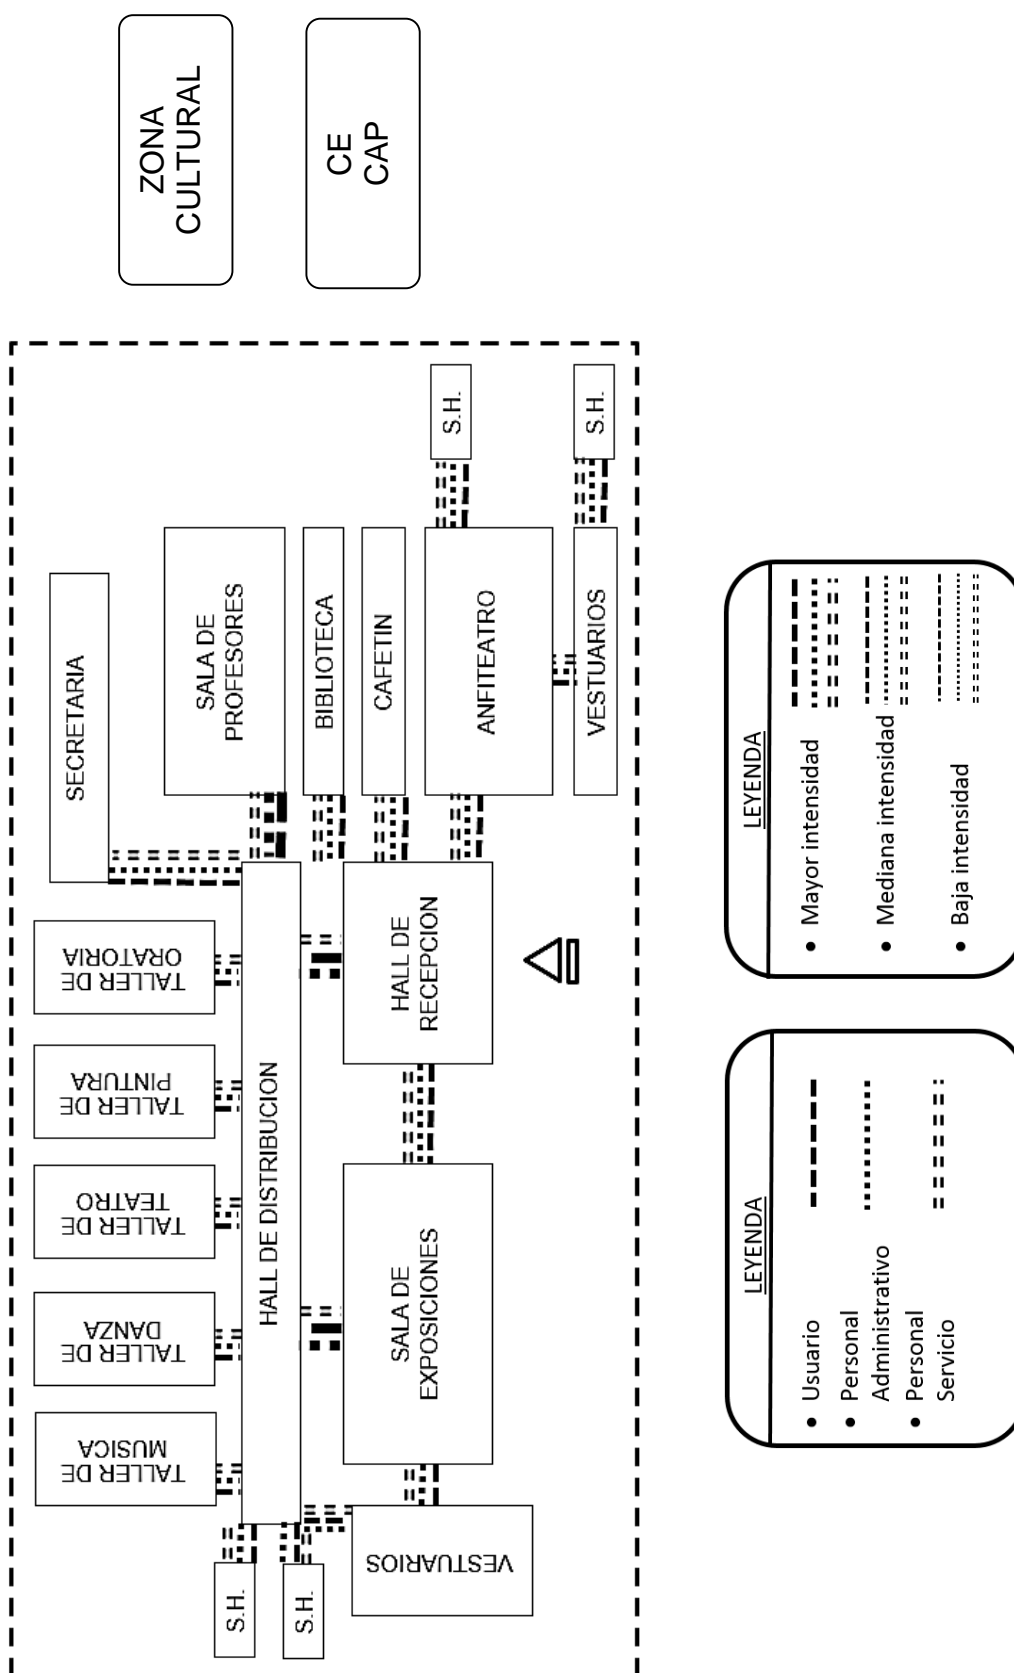 ZONA
CULTURAL
CE
CAP
SECRETARIA
SALA DE
PROFESORES
BIBLIOTECA
CAFETIN
ANFITEATRO
VESTUARIOS
S.H.
S.H.
TALLER DE
ORATORIA
TALLER DE
PINTURA
TALLER DE
TEATRO
TALLER DE
DANZA
TALLER DE
MUSICA
HALL DE DISTRIBUCION
HALL DE
RECEPCION
SALA DE
EXPOSICIONES
VESTUARIOS
S.H.
S.H.
LEYENDA
• Usuario
• Personal
Administrativo
• Personal
Servicio
LEYENDA
• Mayor intensidad
• Mediana intensidad
• Baja intensidad